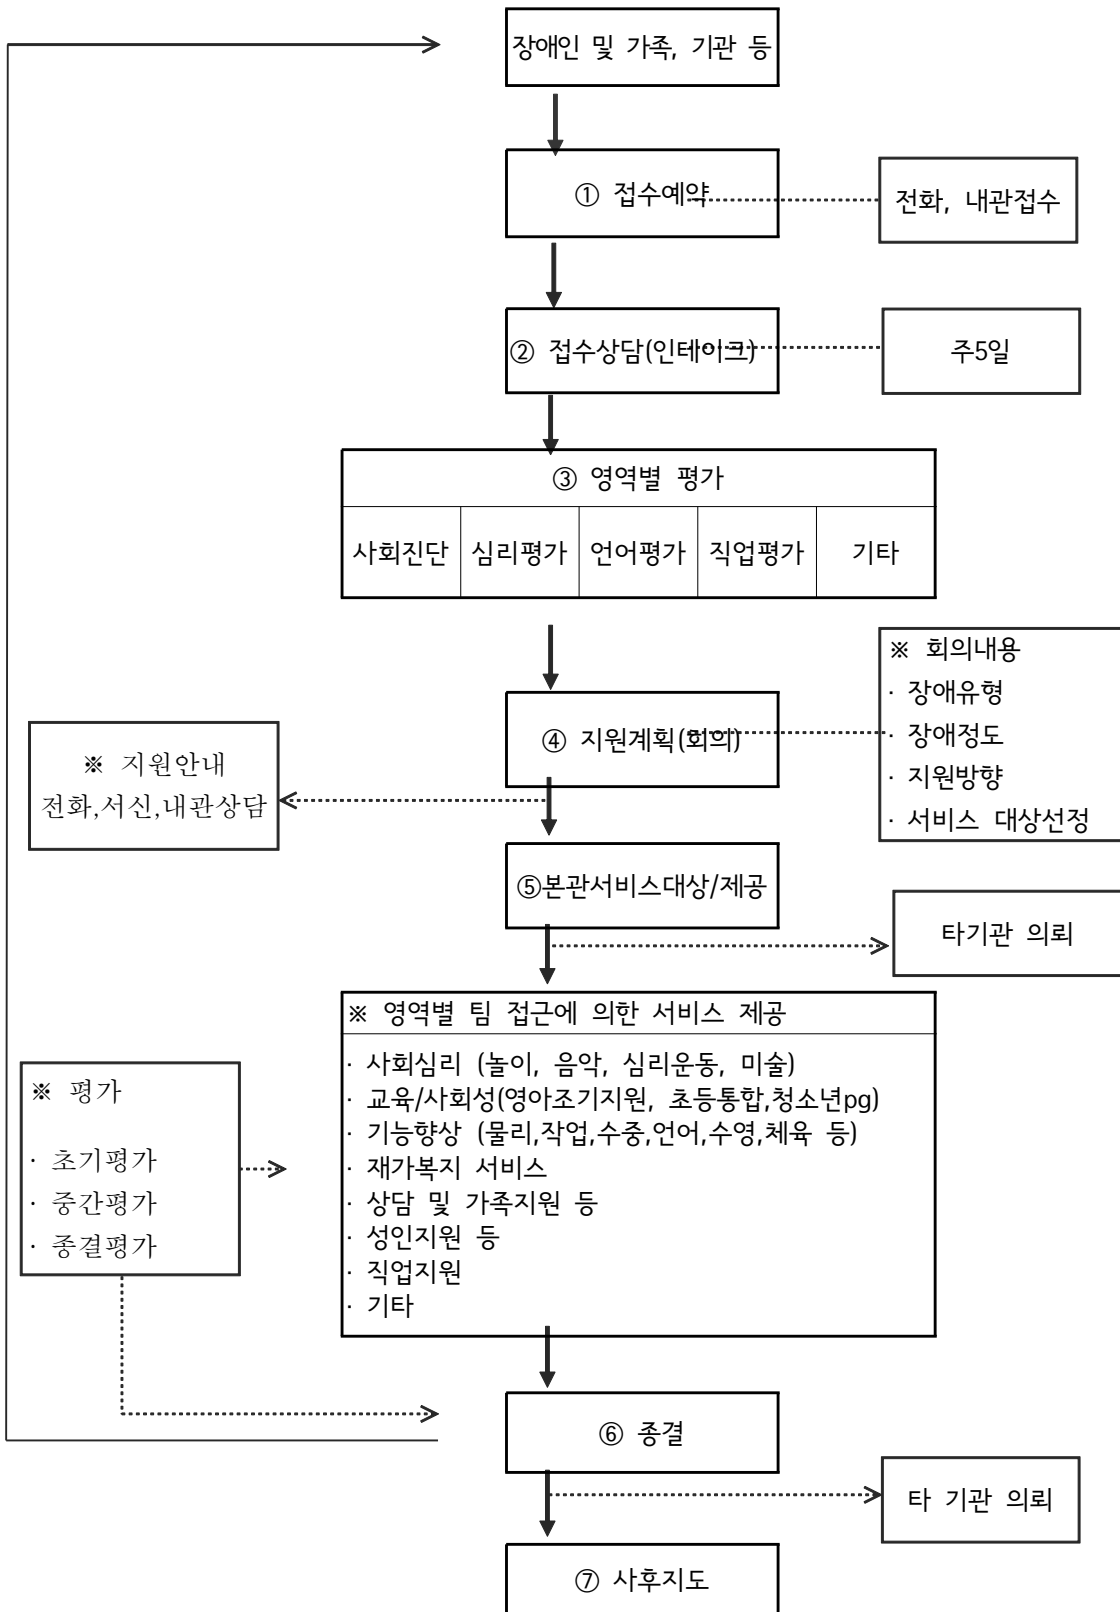 장애인 및 가족, 기관 등
① 접수예약
전화, 내관접수
② 접수상담(인테이크)
주5일
③ 영역별 평가
사회진단 심리평가 언어평가 직업평가 기타
※ 회의내용
· 장애유형
· 장애정도
· 지원방향
· 서비스 대상선정
④ 지원계획(회의)
※ 지원안내
전화,서신,내관상담
⑤본관서비스대상/제공
타기관 의뢰
※ 영역별 팀 접근에 의한 서비스 제공
· 사회심리 (놀이, 음악, 심리운동, 미술)
· 교육/사회성(영아조기지원, 초등통합,청소년pg)
· 기능향상 (물리,작업,수중,언어,수영,체육 등)
· 재가복지 서비스
· 상담 및 가족지원 등
· 성인지원 등
· 직업지원
· 기타
※ 평가
· 초기평가
· 중간평가
· 종결평가
⑥ 종결
타 기관 의뢰
⑦ 사후지도